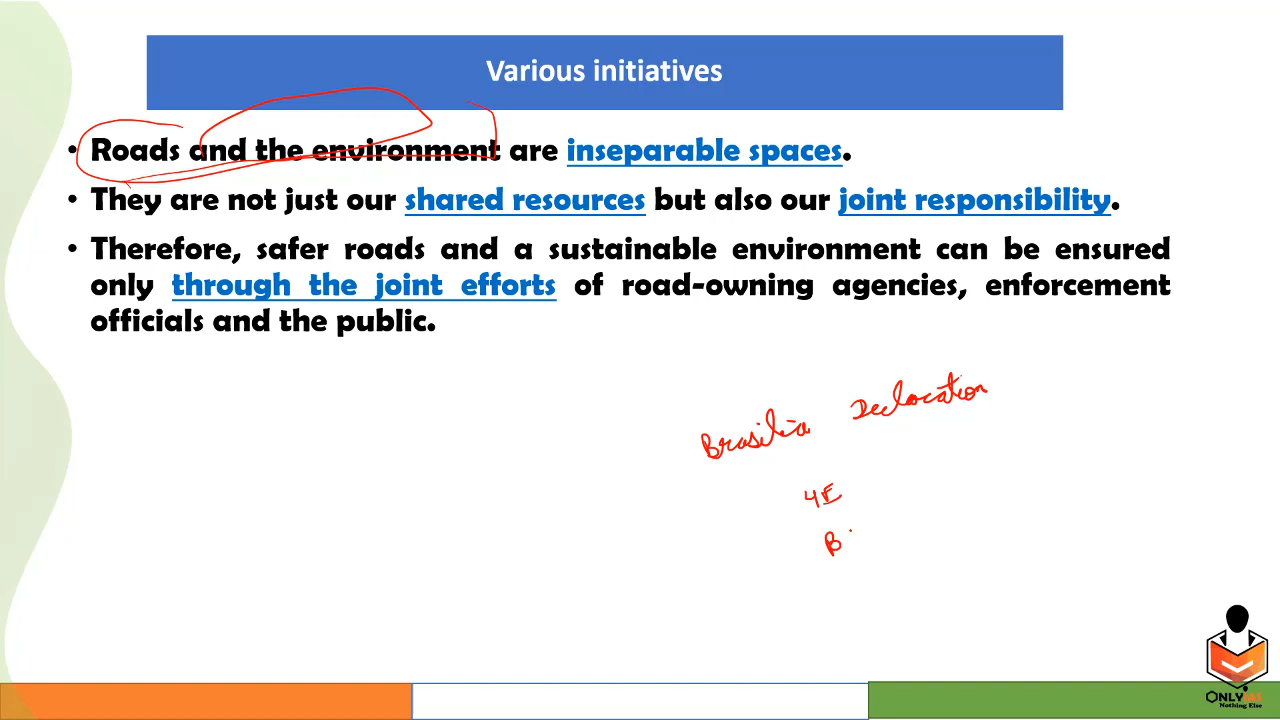 Various initiatives
• Roads and the environment are inseparable spaces.
• They are not just our shared resources but also our joint responsibility.
• Therefore, safer roads and a sustainable environment can be ensured
only through the joint efforts of road-owning agencies, enforcement
officials and the public.
Brasilia Declaration
4E
B
ONLYIAS
Nothing Else